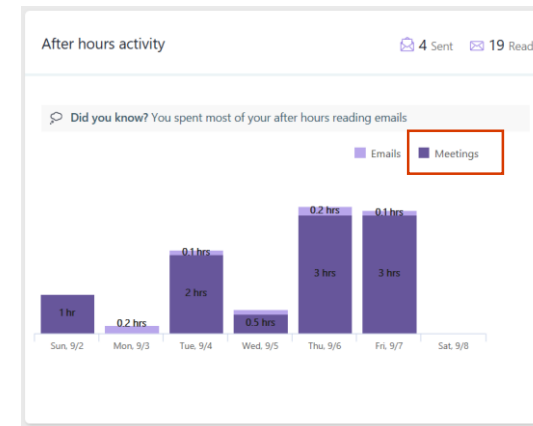 After hours activity 4 Sent 19 Read
Did you know? You spent most of your after hours reading emails
Emails Meetings
0.2 hrs 0.1 hrs
0.1 hrs
3 hrs 3 hrs
2 hrs
1 hr 0.2 hrs 0.5 hrs
Sun, 9/2 Mon, 9/3 Tue, 9/4 Wed, 9/5 Thu, 9/6 Fri, 9/7 Sat, 9/8